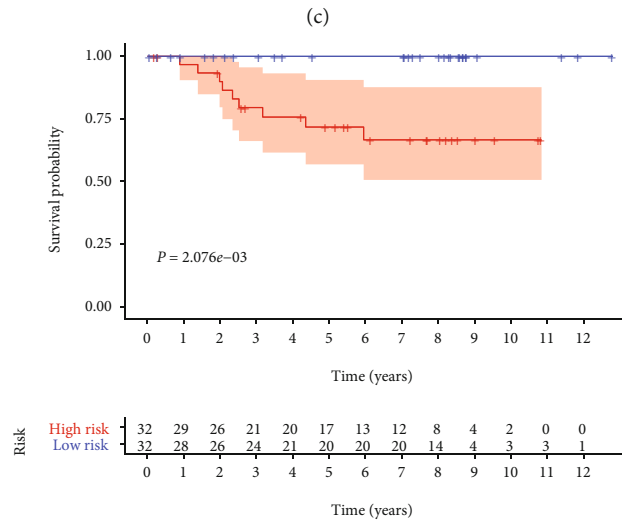 (c)
1.00
0.75
0.50
0.25
0.00
Survival probability
P = 2.076e−03
0 1 2 3 4 5 6 7 8 9 10 11 12
Time (years)
Risk
High risk 32 29 26 21 20 17 13 12 8 4 2 0 0
Low risk 32 28 26 24 21 20 20 20 14 4 3 3 1
0 1 2 3 4 5 6 7 8 9 10 11 12
Time (years)